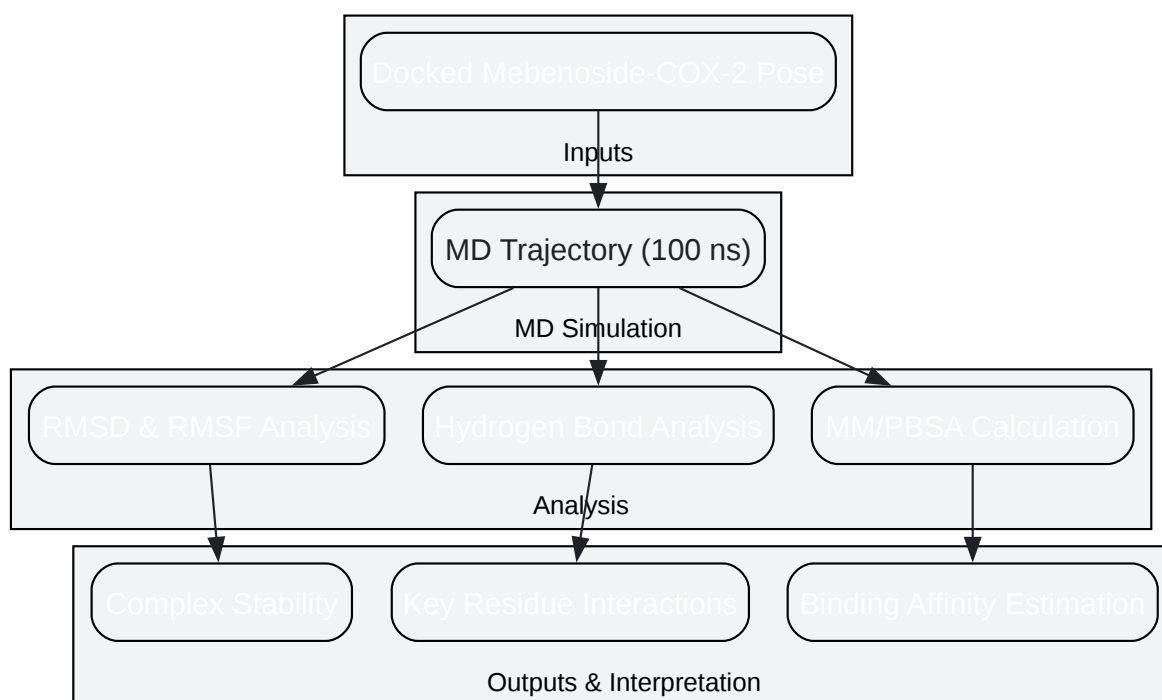 Docked Mebenoside-COX-2 Pose
Inputs
MD Trajectory (100 ns)
MD Simulation
RMSD & RMSF Analysis
Hydrogen Bond Analysis
MM/PBSA Calculation
Analysis
Complex Stability
Key Residue Interactions
Binding Affinity Estimation
Outputs & Interpretation